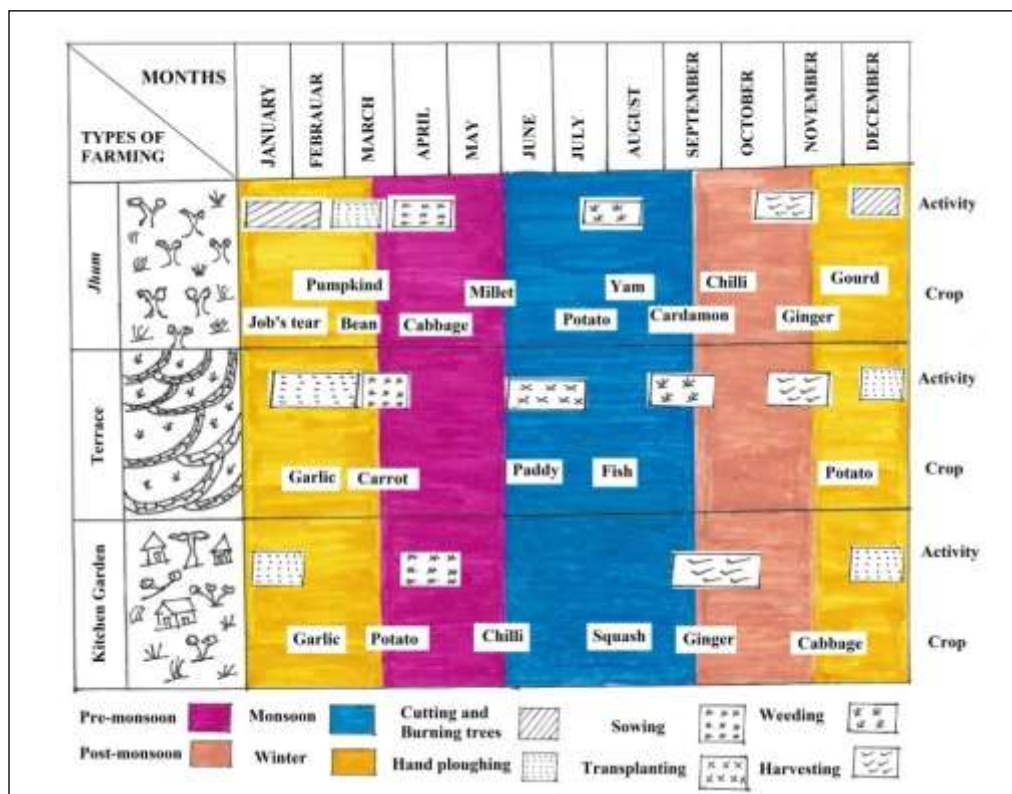 MONTHS
TYPES OF FARMING
JANUARY FEBRAUAR MARCH APRIL MAY JUNE JULY AUGUST SEPTEMBER OCTOBER NOVEMBER DECEMBER
Jhum
Activity
Pumpkind Millet Yam Chilli Gourd
Job's tear Bean Cabbage Potato Cardamon Ginger Crop
Terrace
Activity
Garlic Carrot Paddy Fish Potato Crop
Kitchen Garden
Activity
Garlic Potato Chilli Squash Ginger Cabbage Crop
Pre-monsoon Monsoon Cutting and Burning trees Sowing Weeding
Post-monsoon Winter Hand ploughing Transplanting Harvesting